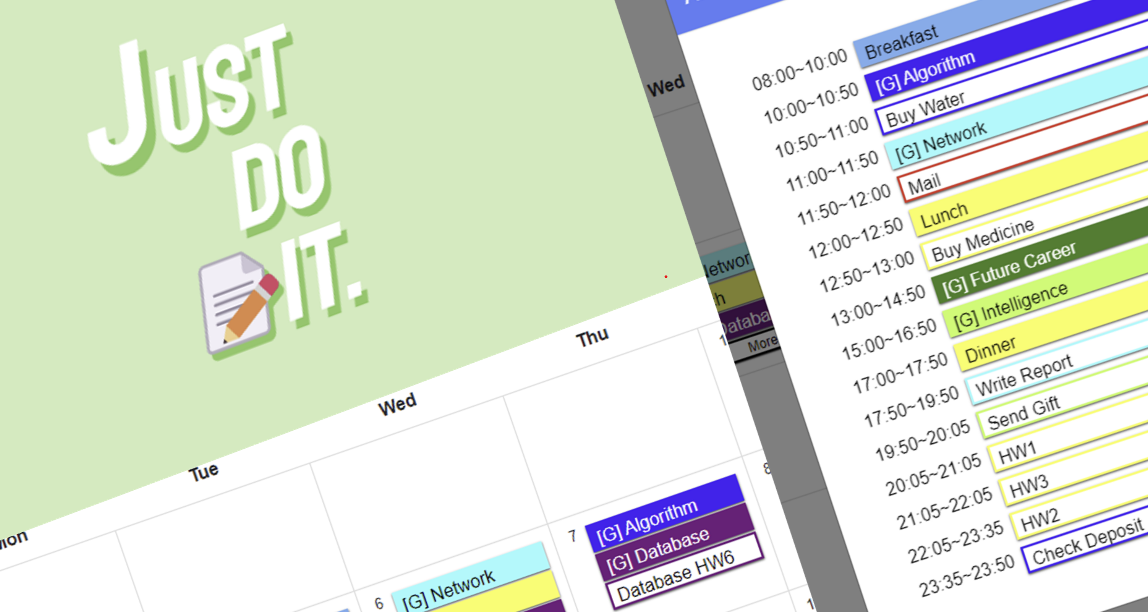 JUST
DO
IT.
Mon
Tue
Wed
Thu
6
[G] Network
7
[G] Algorithm
[G] Database
Database HW6
8
Wed
More
08:00~10:00 Breakfast
10:00~10:50 [G] Algorithm
10:50~11:00 Buy Water
11:00~11:50 [G] Network
11:50~12:00 Mail
12:00~12:50 Lunch
12:50~13:00 Buy Medicine
13:00~14:50 [G] Future Career
15:00~16:50 [G] Intelligence
17:00~17:50 Dinner
17:50~19:50 Write Report
19:50~20:05 Send Gift
20:05~21:05 HW1
21:05~22:05 HW3
22:05~23:35 HW2
23:35~23:50 Check Deposit